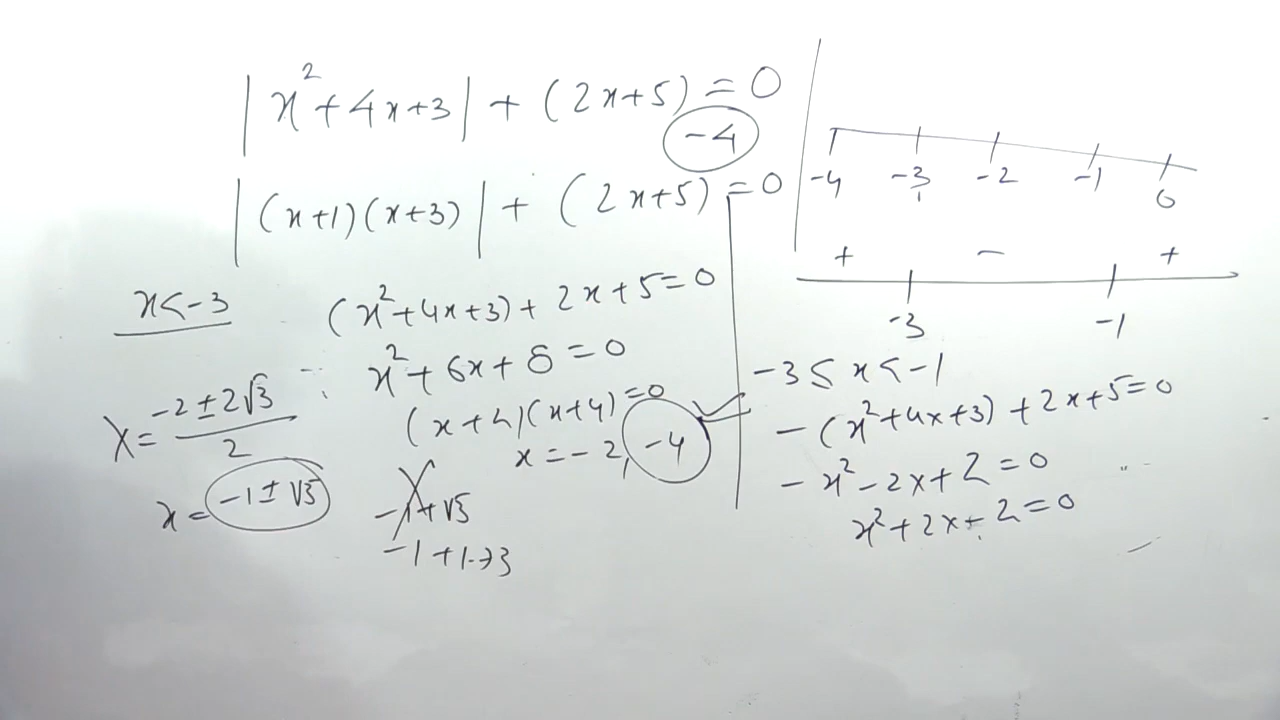 |x²+4x+3| + (2x+5) = 0
-4
|(x+1)(x+3)| + (2x+5) = 0
x<-3
(x²+4x+3) + 2x+5=0
x²+6x+8=0
(x+4)(x+4)=0
x=-2, -4
x = (-2±2√3)/2
x= -1±√3
-1+√3
-1+1.73
-4 -3 -2 -1 0
+ - +
-3 -1
-3≤x<-1
-(x²+4x+3)+2x+5=0
-x²-2x+2=0
x²+2x-2=0